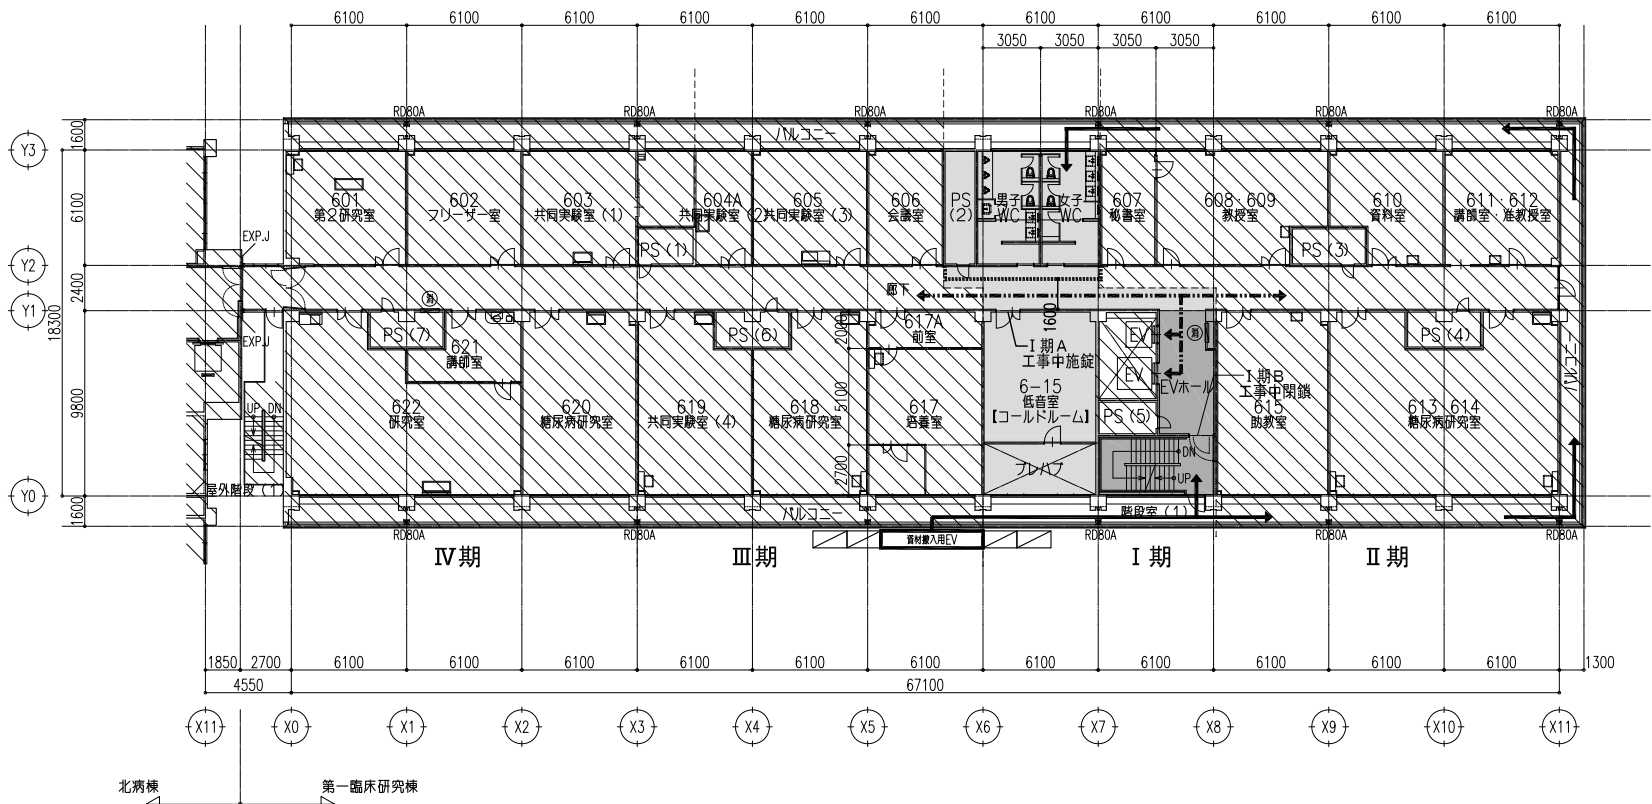 6100 6100 6100 6100 6100 6100 6100 6100 6100 6100 6100
3050 3050 3050 3050
RD80A RD80A RD80A RD80A RD80A RD80A
バルコニー
1600
Y3
6100
Y2
2400
Y1
18300
9800
Y0
1600
601
第2研究室
602
フリーザー室
603
共同実験室(1)
604A
共同実験室(2)
605
共同実験室(3)
606
会議室
PS
(2)
男子
WC
女子
WC
607
秘書室
608・609
教授室
610
資料室
611・612
講師室・准教授室
PS(1)
PS(3)
EXP.J
廊下
1600
EXP.J
PS(7)
621
講師室
PS(6)
2000
617A
前室
Ⅰ期A
工事中施錠
EV
EV
EVホール
Ⅰ期B
工事中閉鎖
PS(4)
バルコニー
UP DN
622
研究室
620
糖尿病研究室
619
共同実験室(4)
618
糖尿病研究室
5100
617
培養室
6-15
低音室
【コールドルーム】
PS(5)
615
助教室
613・614
糖尿病研究室
2700
プレハブ
DN
UP
屋外階段(1)
バルコニー
階段室(1)
RD80A RD80A RD80A RD80A RD80A
資材搬入用EV
Ⅳ期 Ⅲ期 Ⅰ期 Ⅱ期
1850 2700 6100 6100 6100 6100 6100 6100 6100 6100 6100 6100 6100 1300
4550 67100
X11 X0 X1 X2 X3 X4 X5 X6 X7 X8 X9 X10 X11
北病棟 第一臨床研究棟